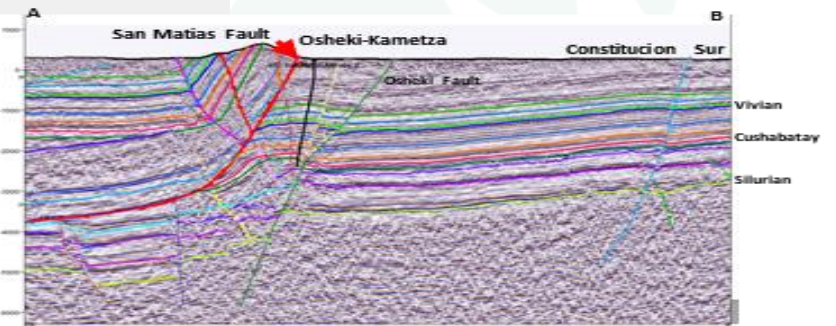 A
B
San Matias Fault
Osheki-Kametza
Constitucion Sur
Osheki Fault
Vivian
Cushabatay
Silurian